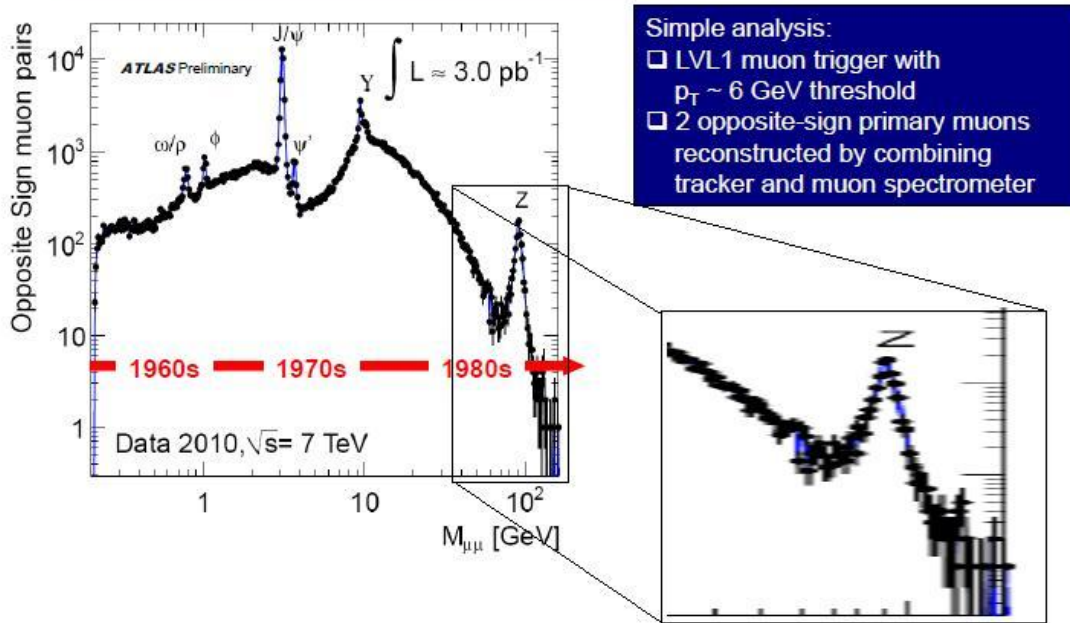 Opposite Sign muon pairs
10⁴
10³
10²
10
1
ATLAS Preliminary
J/ψ
∫ L ≈ 3.0 pb⁻¹
Υ
ω/ρ
ϕ
ψ'
Z
1960s
1970s
1980s
Data 2010, √s = 7 TeV
1
10
10²
M_μμ [GeV]
Simple analysis:
❑ LVL1 muon trigger with
p_T ~ 6 GeV threshold
❑ 2 opposite-sign primary muons
reconstructed by combining
tracker and muon spectrometer
Z